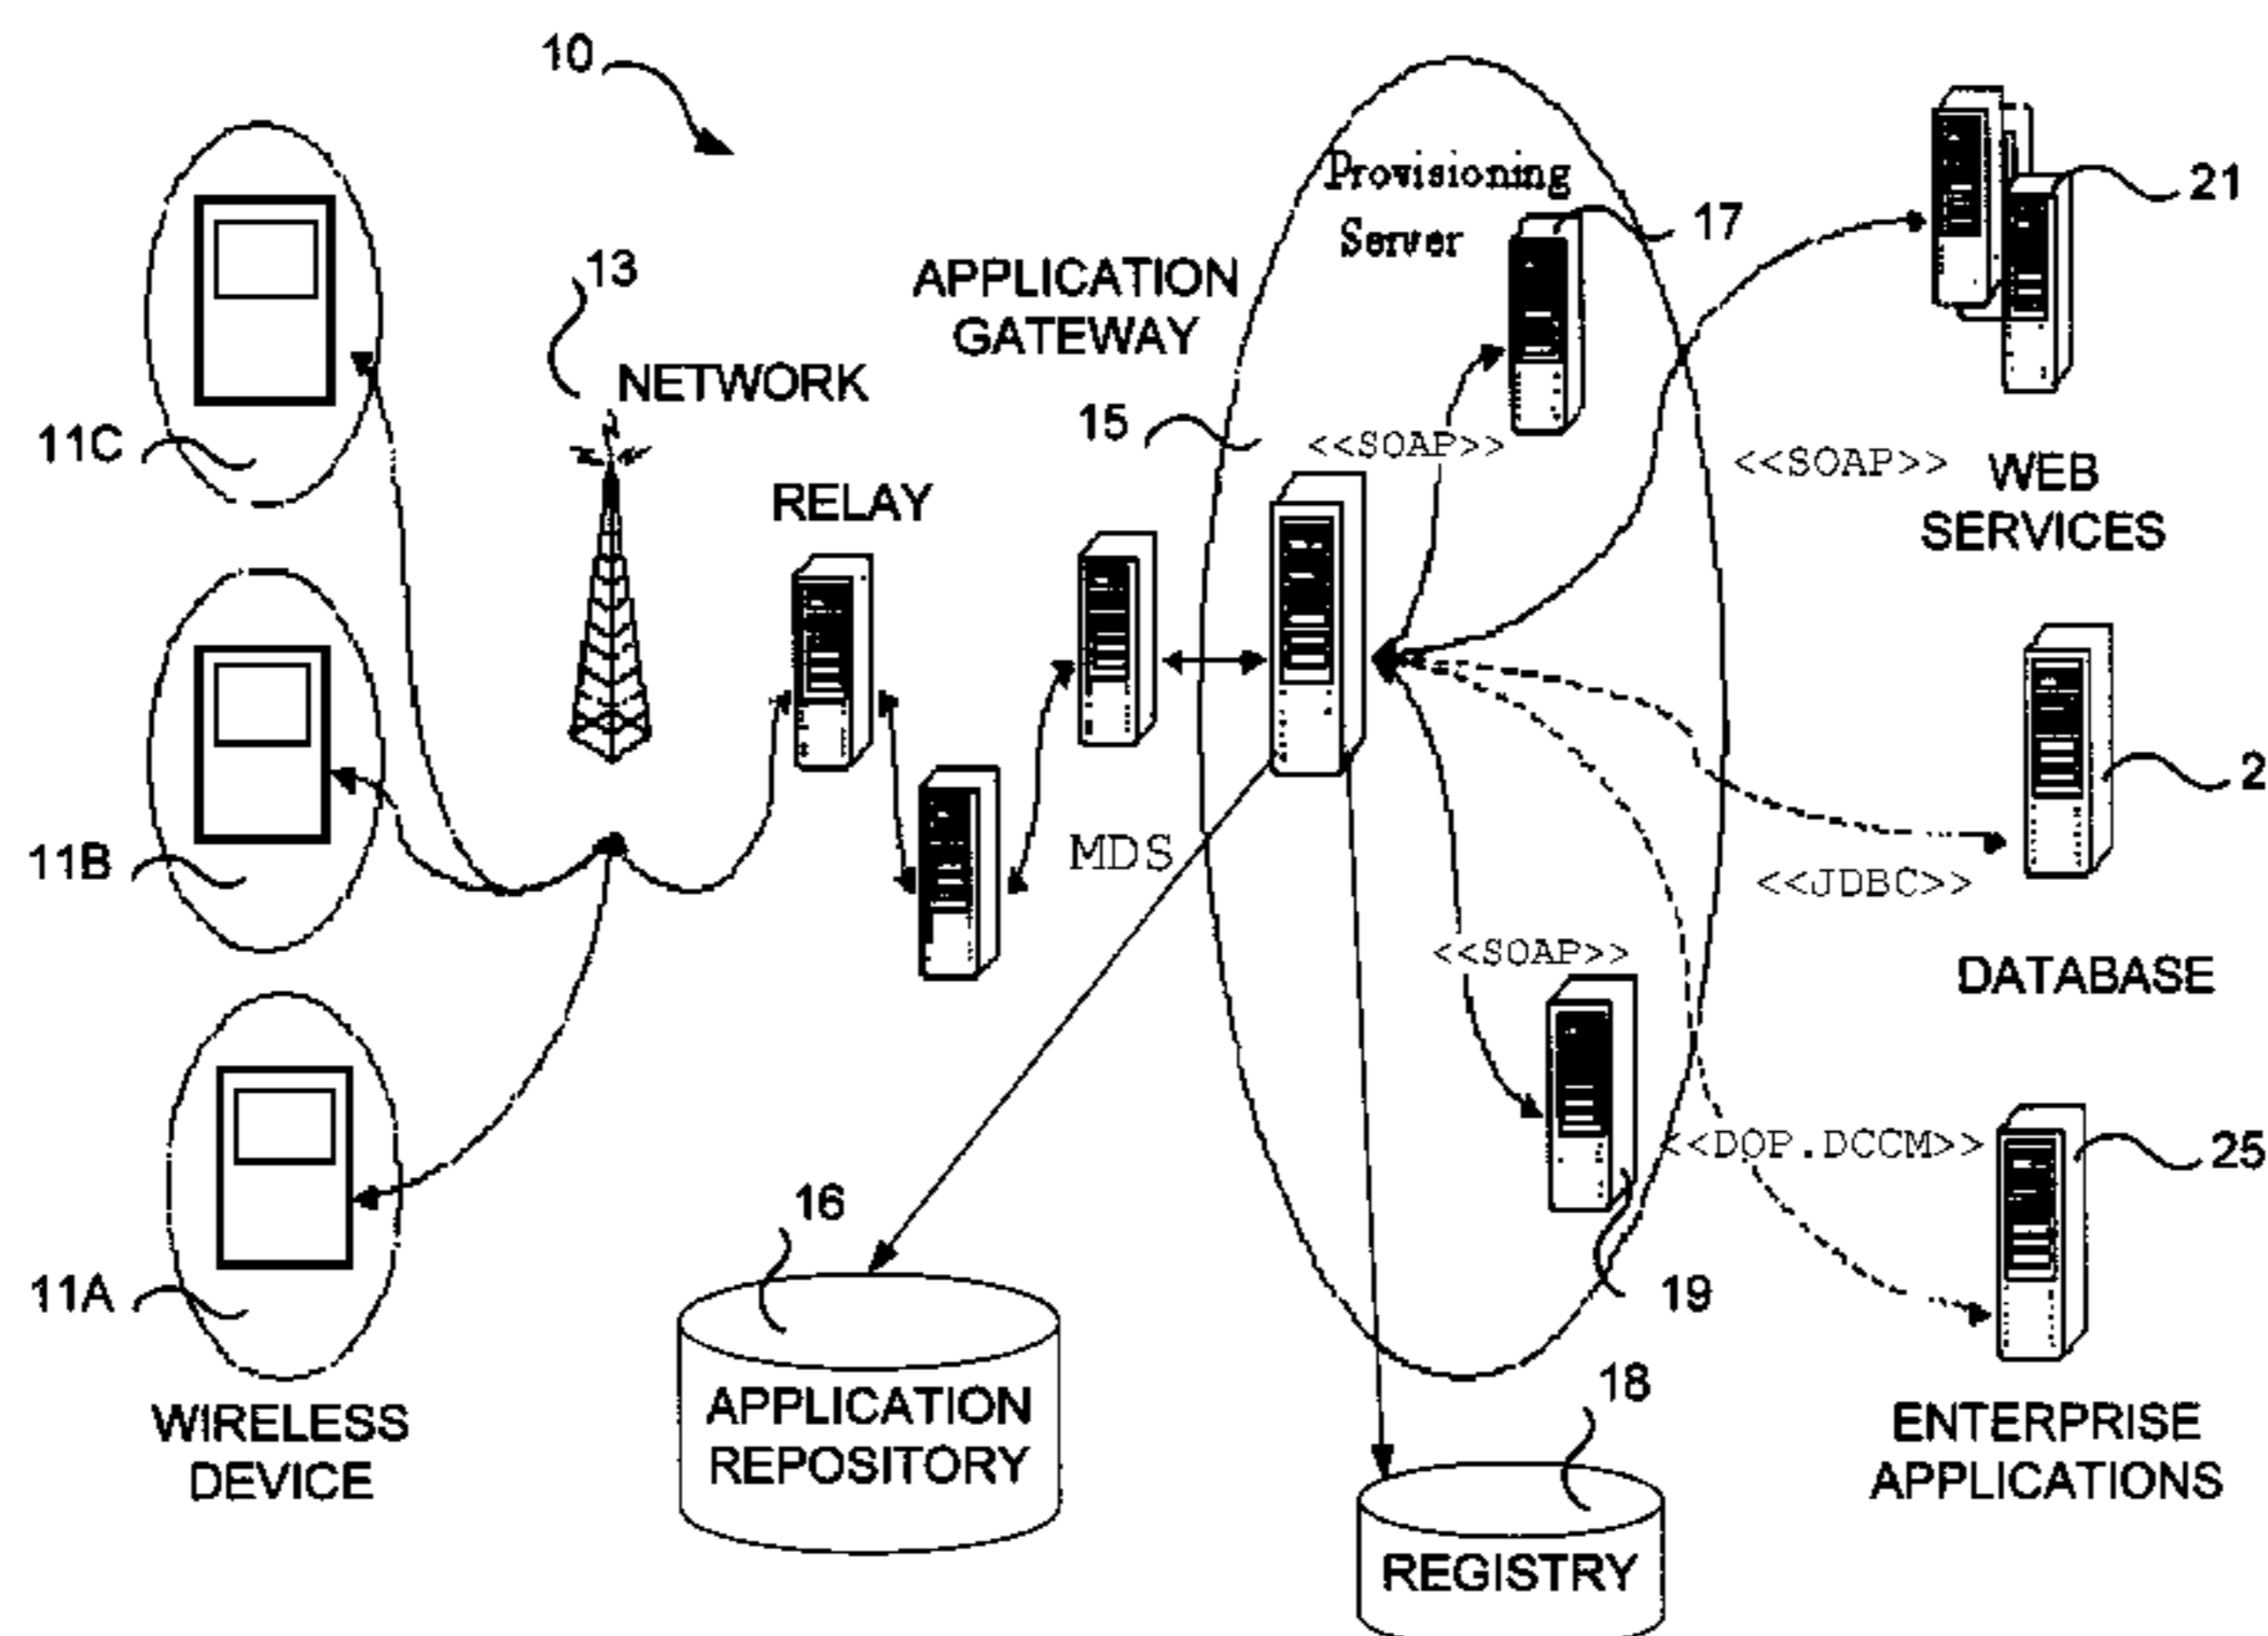 10
Provisioning
Server
17
21
13
APPLICATION
GATEWAY
NETWORK
15
<<SOAP>>
<<SOAP>>
WEB
SERVICES
11C
RELAY
2
11B
MDS
<<JDBC>>
<<SOAP>>
DATABASE
<<DOP.DCCM>>
25
16
19
11A
18
WIRELESS
DEVICE
APPLICATION
REPOSITORY
ENTERPRISE
APPLICATIONS
REGISTRY